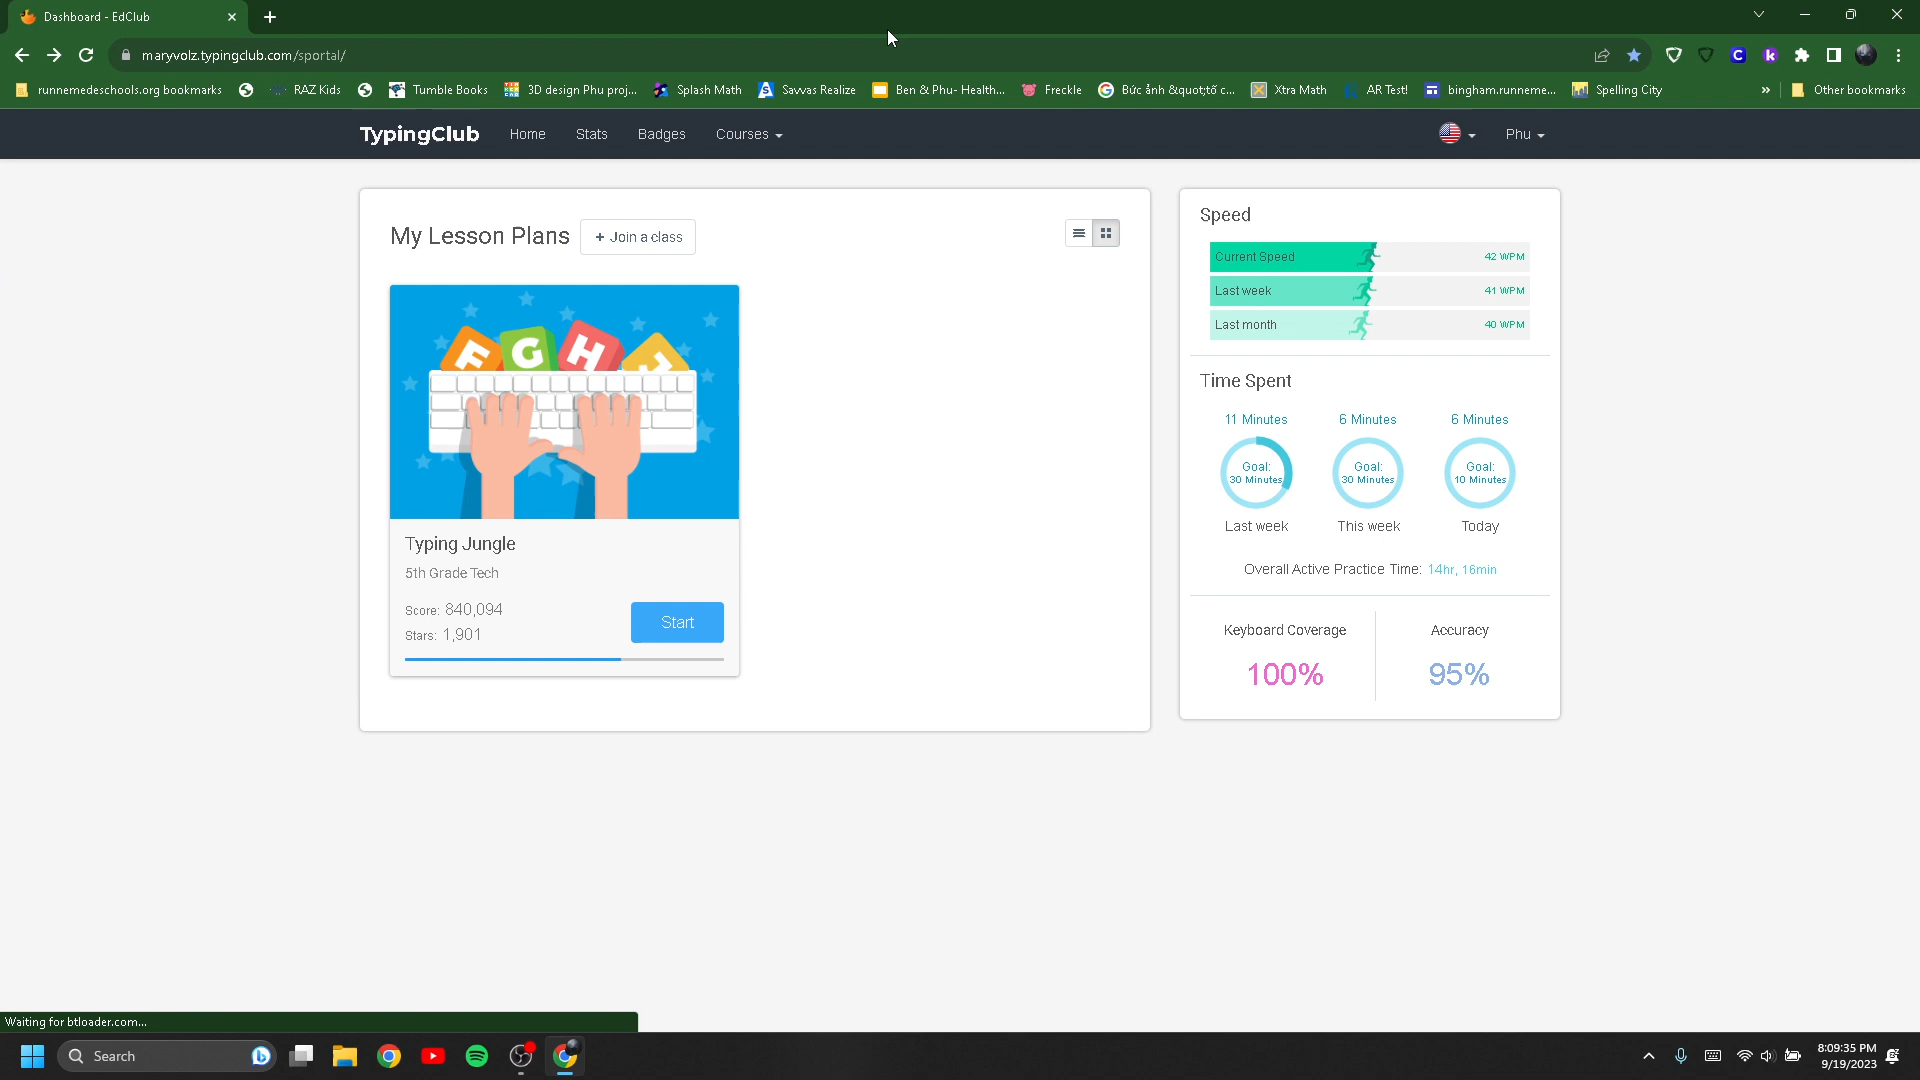 Dashboard - EdClub
maryvolz.typingclub.com/sportal/
runnemedeschools.org bookmarks RAZ Kids Tumble Books 3D design Phu proj... Splash Math Savvas Realize Ben & Phu- Health... Freckle Bức ảnh &quot;tố c... Xtra Math AR Test! bingham.runneme... Spelling City » Other bookmarks
TypingClub Home Stats Badges Courses Phu
My Lesson Plans + Join a class
F G H J
Typing Jungle
5th Grade Tech
Score: 840,094
Stars: 1,901
Start
Speed
Current Speed 42 WPM
Last week 41 WPM
Last month 40 WPM
Time Spent
11 Minutes 6 Minutes 6 Minutes
Goal: Goal: Goal:
30 Minutes 30 Minutes 10 Minutes
Last week This week Today
Overall Active Practice Time: 14hr, 16min
Keyboard Coverage Accuracy
100% 95%
Waiting for btloader.com...
Search
8:09:35 PM
9/19/2023